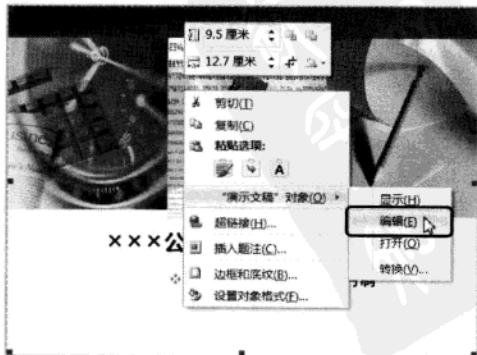 9.5 厘米
12.7 厘米
剪切(T)
复制(C)
粘贴选项:
A
"演示文稿" 对象(O)
显示(H)
超链接(H)...
编辑(E)
×××公
插入题注(C)...
打开(O)
边框和底纹(B)...
转换(V)...
设置对象格式(F)...
制